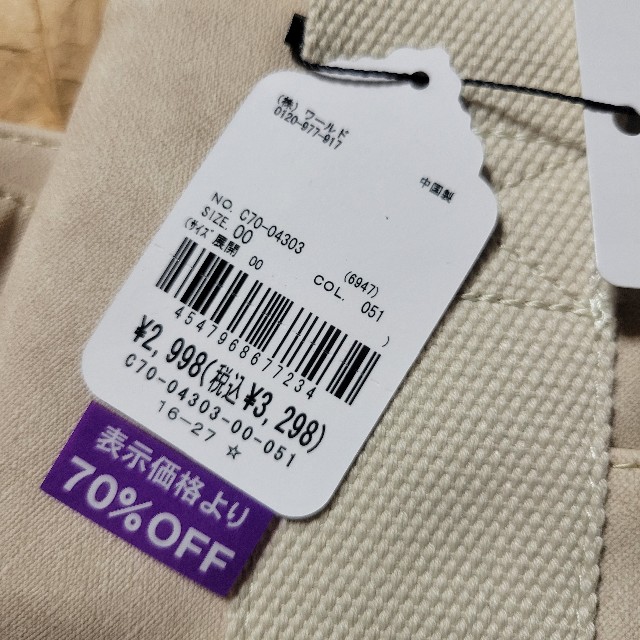 (株)ワールド
0120-977-917
中国製
NO. C70-04303
(6947)
SIZE 00
COL. 051
(サイズ展開 00 )
4547968677234
¥2,998(税込¥3,298)
C70-04303-00-051
16-27 ☆
表示価格より
70%OFF